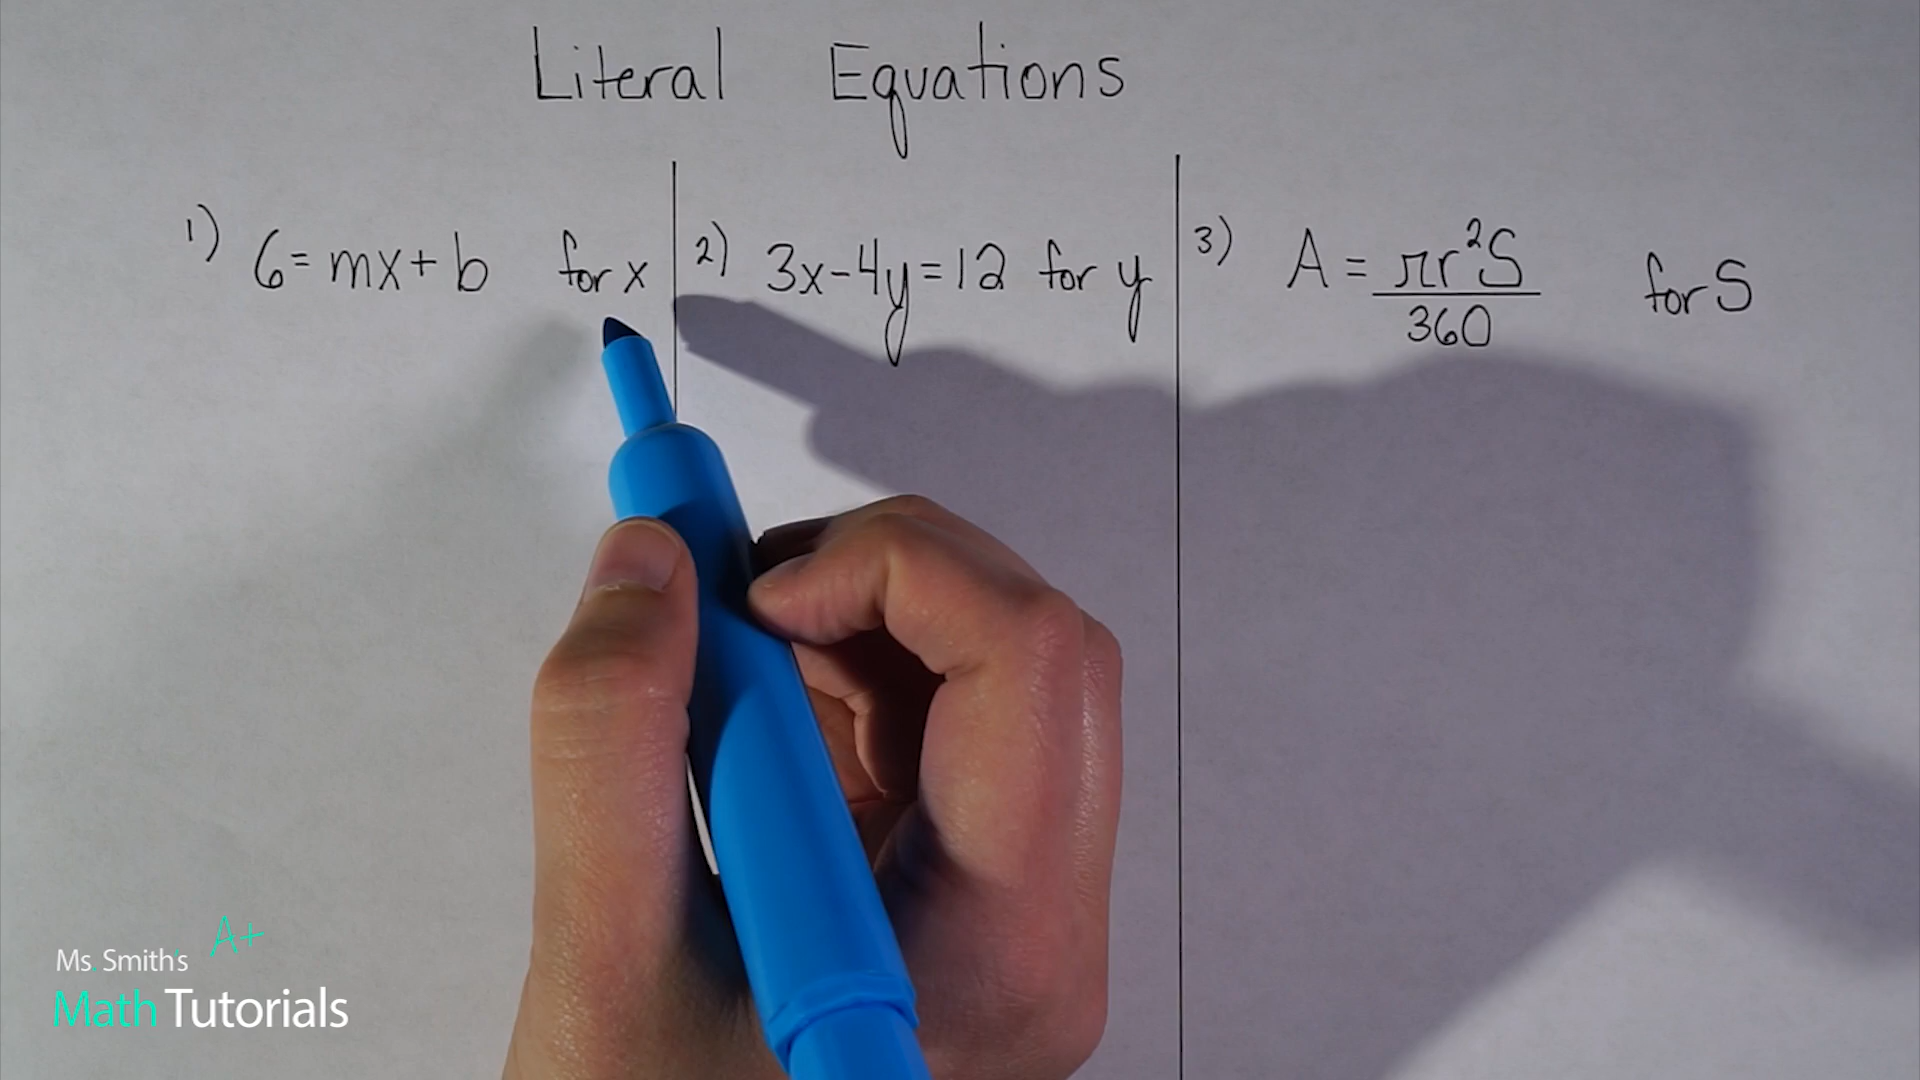 Literal Equations
1) 6 = mx + b for x
2) 3x - 4y = 12 for y
3) A = πr²S / 360 for S
A+
Ms. Smith's
Math Tutorials